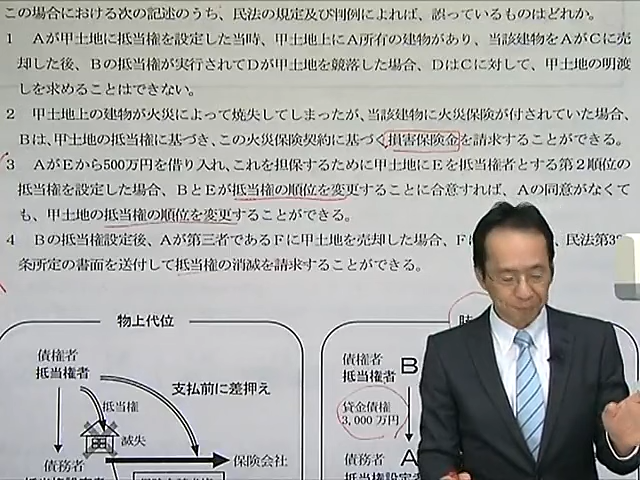 この場合における次の記述のうち、民法の規定及び判例によれば、誤っているものはどれか。
1 Aが甲土地に抵当権を設定した当時、甲土地上にA所有の建物があり、当該建物をAがCに売
却した後、Bの抵当権が実行されてDが甲土地を競落した場合、DはCに対して、甲土地の明渡
しを求めることはできない。
2 甲土地上の建物が火災によって焼失してしまったが、当該建物に火災保険が付されていた場合、
Bは、甲土地の抵当権に基づき、この火災保険契約に基づく損害保険金を請求することができる。
3 AがEから500万円を借り入れ、これを担保するために甲土地にEを抵当権者とする第2順位の
抵当権を設定した場合、BとEが抵当権の順位を変更することに合意すれば、Aの同意がなくて
も、甲土地の抵当権の順位を変更することができる。
4 Bの抵当権設定後、Aが第三者であるFに甲土地を売却した場合、F 、民法第3
条所定の書面を送付して抵当権の消滅を請求することができる。
物上代位
債権者
抵当権者
支払前に差押え
抵当権
滅失
債務者
保険会社
抵当権設定者
債権者
抵当権者 B
貸金債権
3,000万円
債務者
抵当権設定者 A